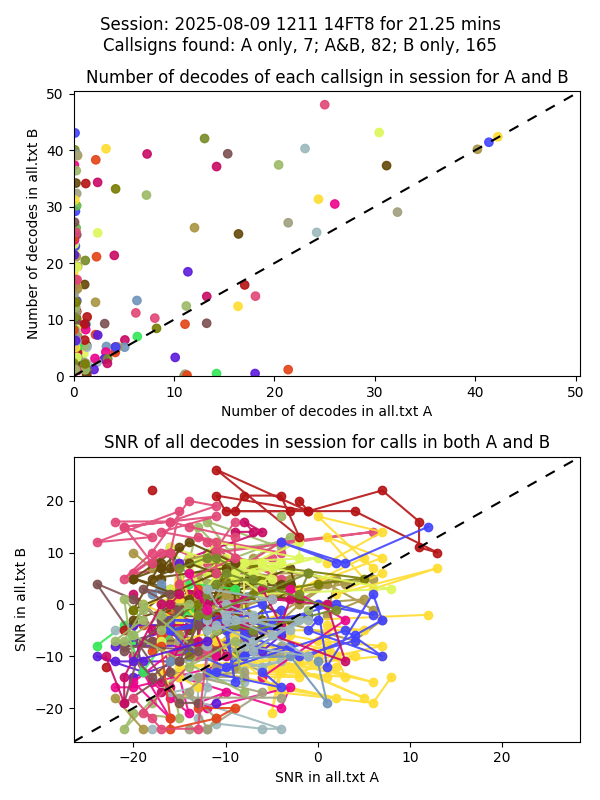 Session: 2025-08-09 1211 14FT8 for 21.25 mins
Callsigns found: A only, 7; A&B, 82; B only, 165
Number of decodes of each callsign in session for A and B
50
40
30
20
10
0
Number of decodes in all.txt B
0 10 20 30 40 50
Number of decodes in all.txt A
SNR of all decodes in session for calls in both A and B
20
10
0
−10
−20
SNR in all.txt B
−20 −10 0 10 20
SNR in all.txt A